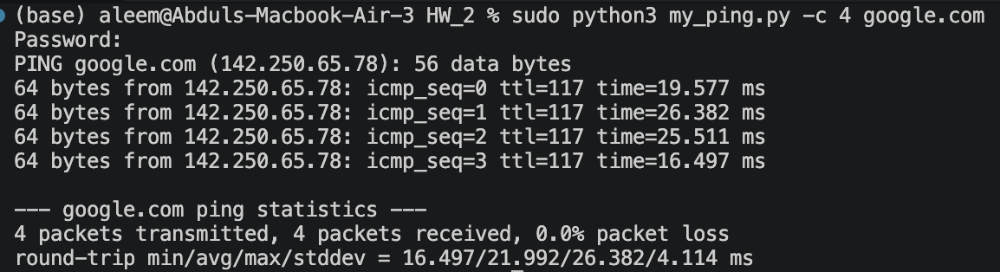 (base) aleem@Abduls-Macbook-Air-3 HW_2 % sudo python3 my_ping.py -c 4 google.com
Password:
PING google.com (142.250.65.78): 56 data bytes
64 bytes from 142.250.65.78: icmp_seq=0 ttl=117 time=19.577 ms
64 bytes from 142.250.65.78: icmp_seq=1 ttl=117 time=26.382 ms
64 bytes from 142.250.65.78: icmp_seq=2 ttl=117 time=25.511 ms
64 bytes from 142.250.65.78: icmp_seq=3 ttl=117 time=16.497 ms

--- google.com ping statistics ---
4 packets transmitted, 4 packets received, 0.0% packet loss
round-trip min/avg/max/stddev = 16.497/21.992/26.382/4.114 ms